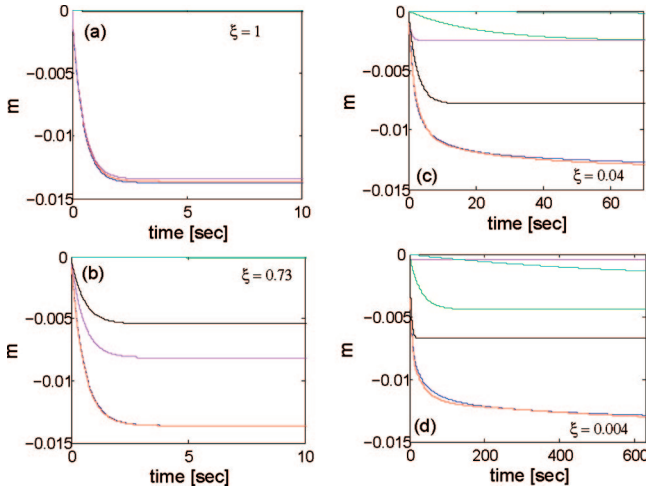 0
(a)
ξ = 1
−0.005
m
−0.01
−0.015
0
5
10
time [sec]
0
(b)
ξ = 0.73
−0.005
m
−0.01
−0.015
0
5
10
time [sec]
0
−0.005
m
−0.01
(c)
ξ = 0.04
−0.015
0
20
40
60
time [sec]
0
−0.005
m
−0.01
(d)
ξ = 0.004
−0.015
0
200
400
600
time [sec]